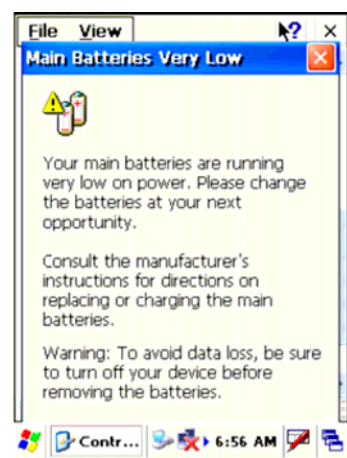 File View ? ×
Main Batteries Very Low
Your main batteries are running
very low on power. Please change
the batteries at your next
opportunity.
Consult the manufacturer's
instructions for directions on
replacing or charging the main
batteries.
Warning: To avoid data loss, be sure
to turn off your device before
removing the batteries.
Contr... 6:56 AM